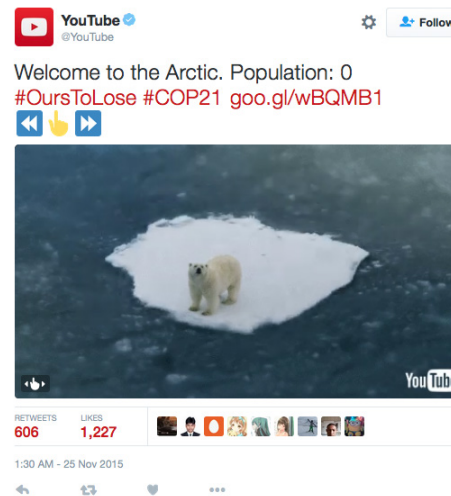 YouTube
@YouTube
Follow
Welcome to the Arctic. Population: 0
#OursToLose #COP21 goo.gl/wBQMB1
YouTub
RETWEETS LIKES
606 1,227
1:30 AM - 25 Nov 2015